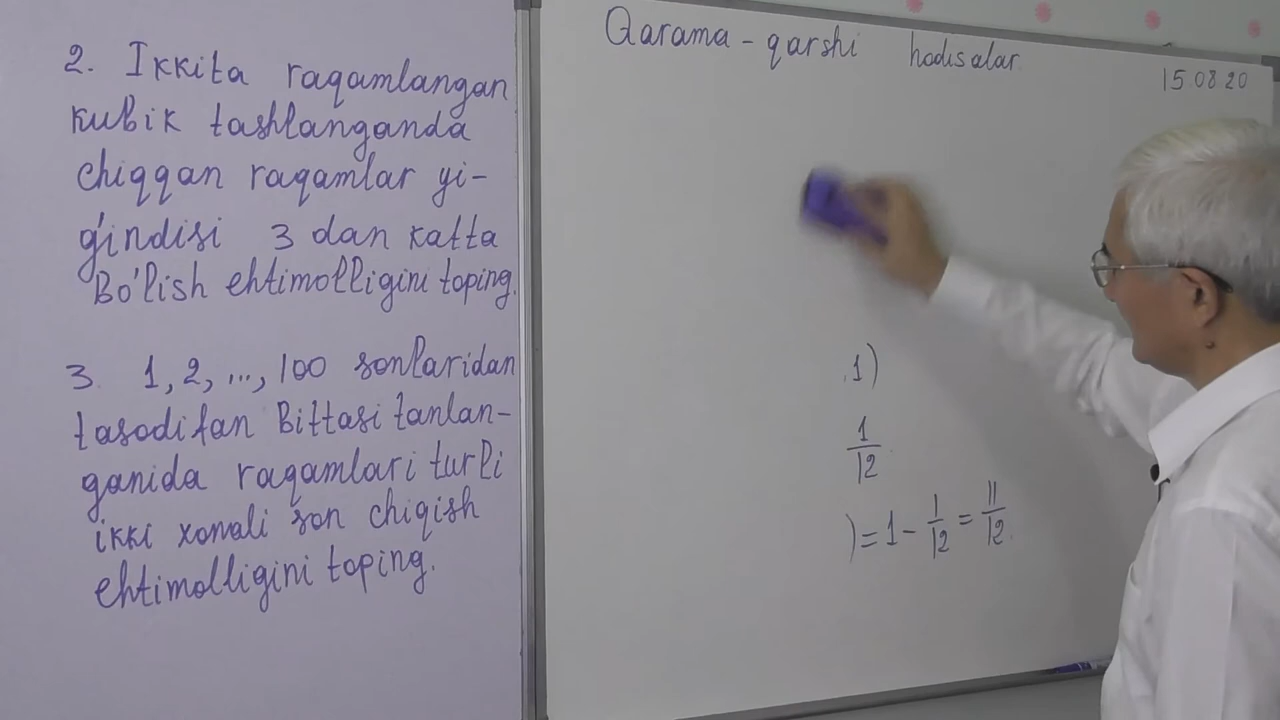 2. Ikkita raqamlangan
kubik tashlanganda
chiqqan raqamlar yi-
g'indisi 3 dan katta
Bo'lish ehtimolligini toping.
3. 1, 2, ..., 100 sonlaridan
tasodifan Bittasi tanlan-
ganida raqamlari turli
ikki xonali son chiqish
ehtimolligini toping.
Qarama - qarshi hodisalar.
15 08 20
1)
1/12
) = 1 - 1/12 = 11/12.